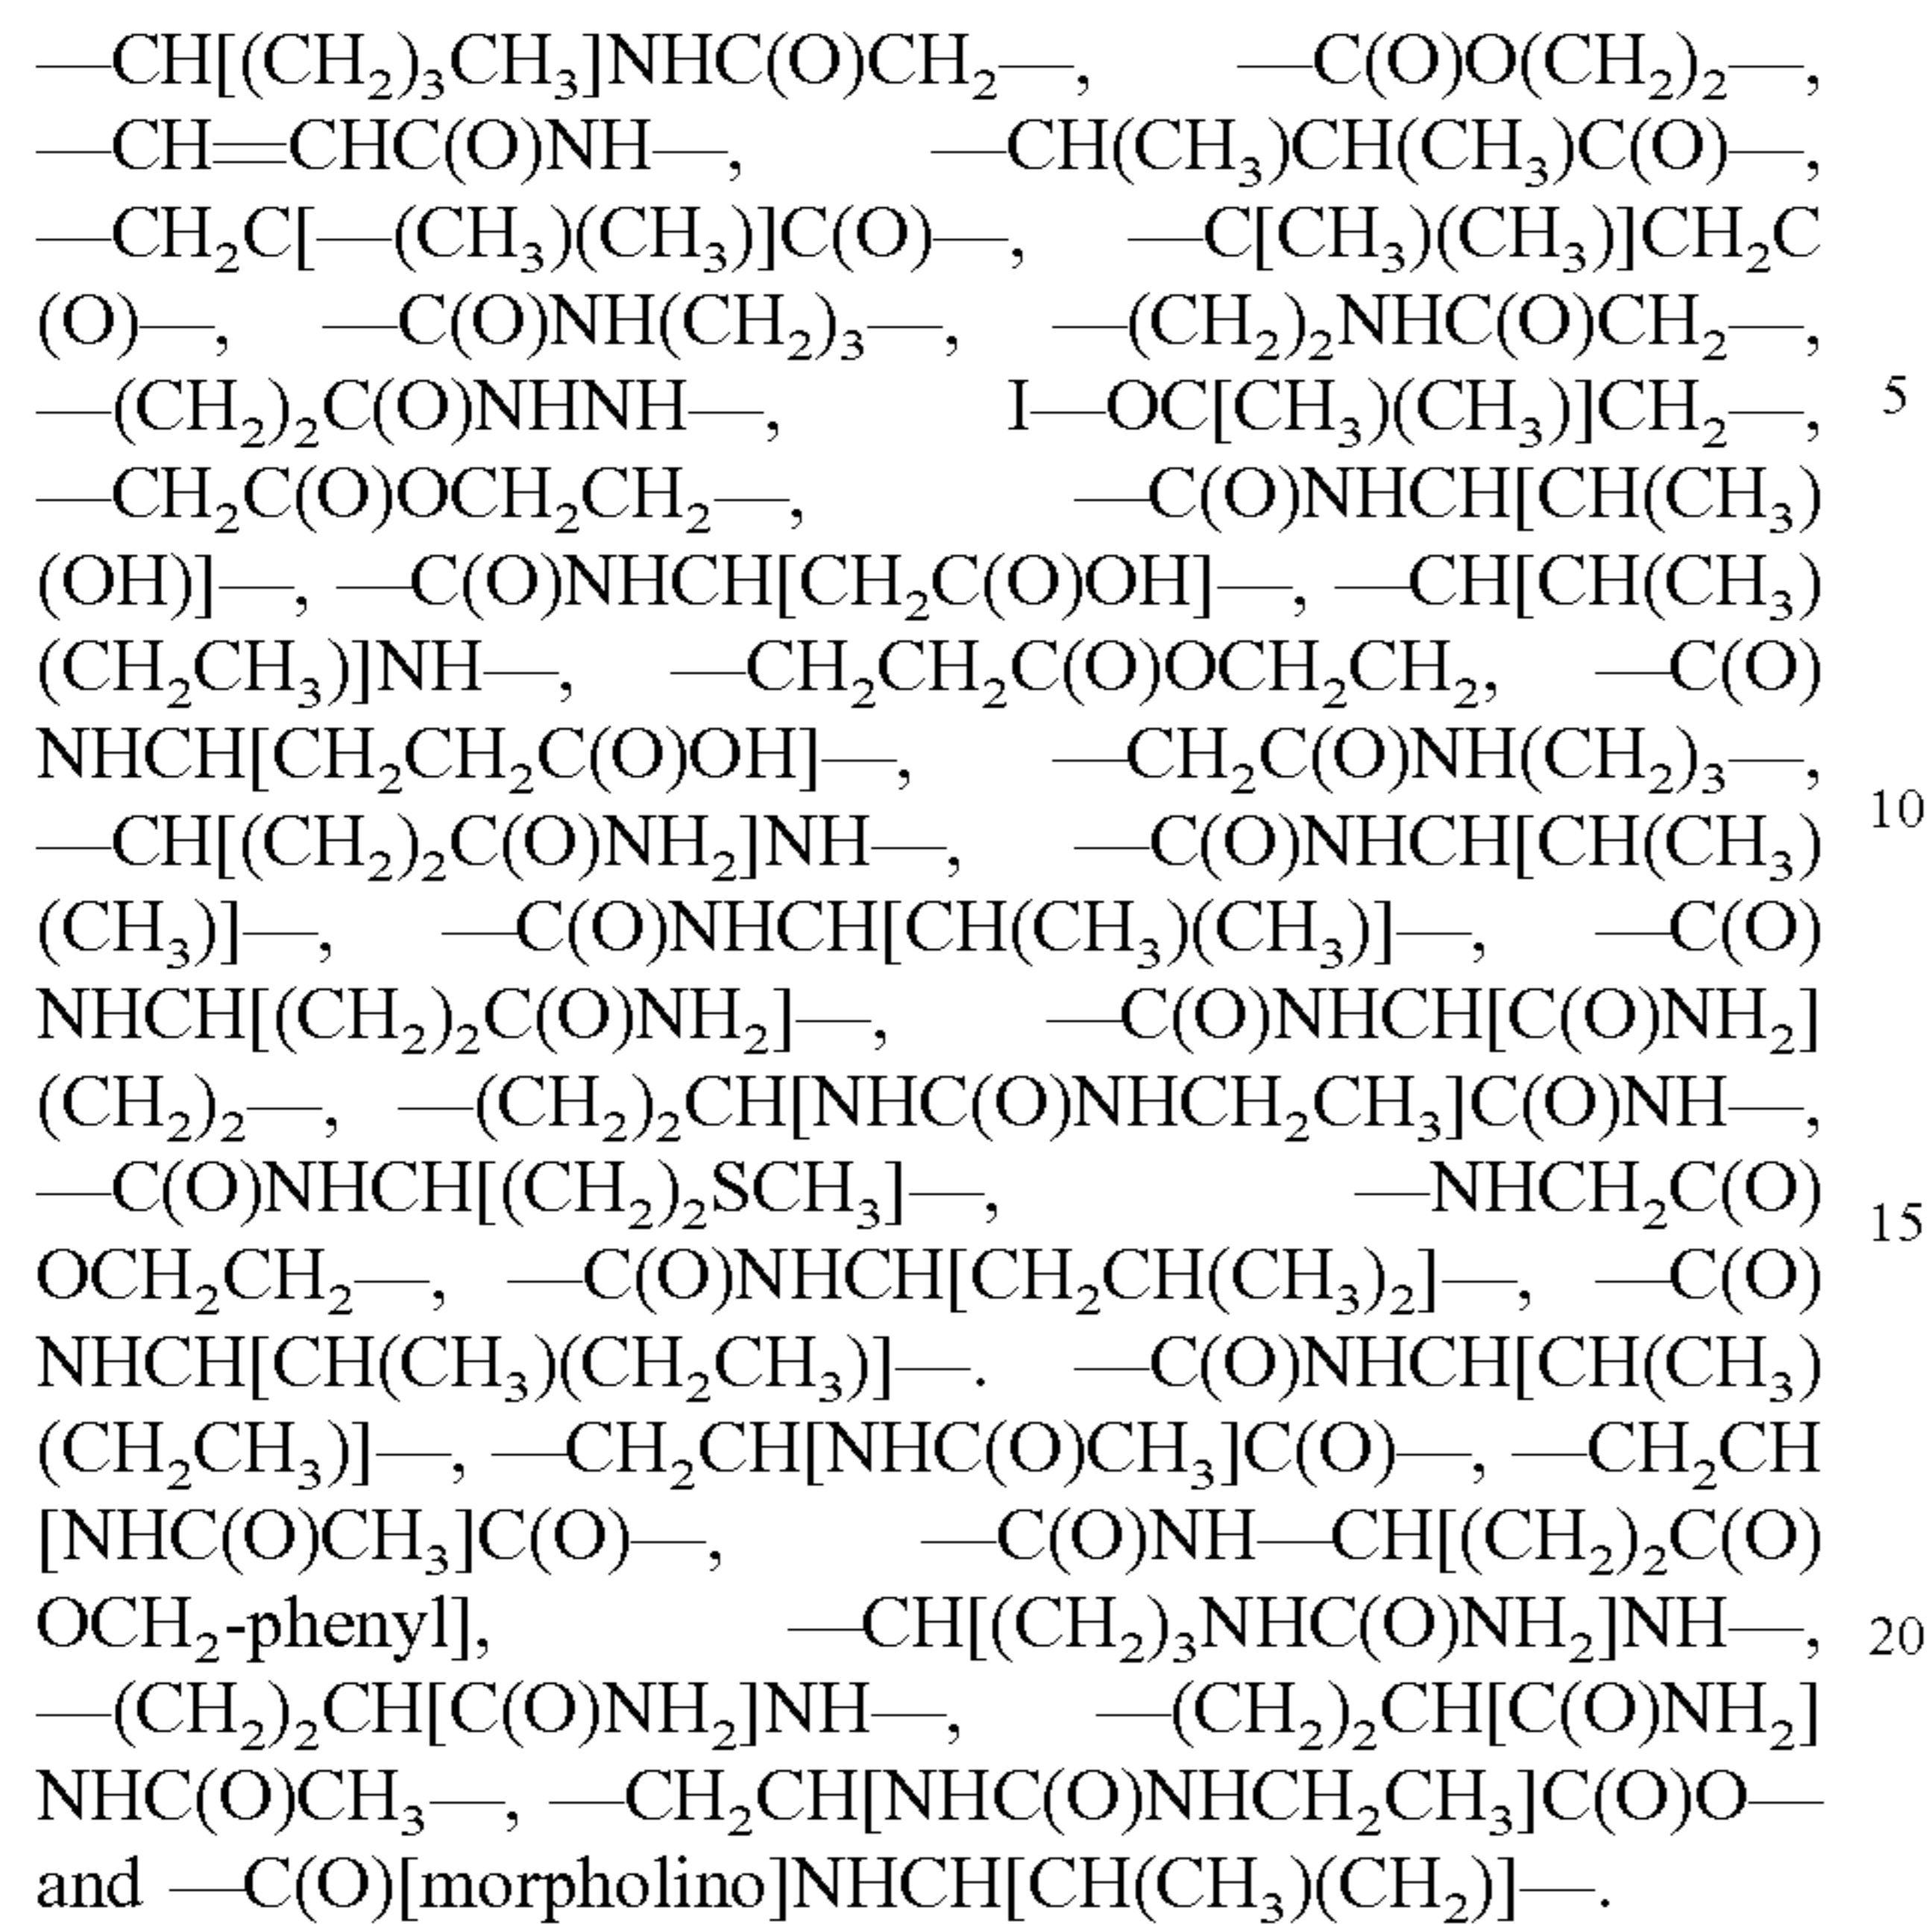 —CH[(CH₂)₃CH₃]NHC(O)CH₂—, —C(O)O(CH₂)₂—,
—CH=CHC(O)NH—, —CH(CH₃)CH(CH₃)C(O)—,
—CH₂C[—(CH₃)(CH₃)]C(O)—, —C[CH₃)(CH₃)]CH₂C
(O)—, —C(O)NH(CH₂)₃—, —(CH₂)₂NHC(O)CH₂—,
—(CH₂)₂C(O)NHNH—, I—OC[CH₃)(CH₃)]CH₂—, 5
—CH₂C(O)OCH₂CH₂—, —C(O)NHCH[CH(CH₃)
(OH)]—, —C(O)NHCH[CH₂C(O)OH]—, —CH[CH(CH₃)
(CH₂CH₃)]NH—, —CH₂CH₂C(O)OCH₂CH₂, —C(O)
NHCH[CH₂CH₂C(O)OH]—, —CH₂C(O)NH(CH₂)₃—,
10
—CH[(CH₂)₂C(O)NH₂]NH—, —C(O)NHCH[CH(CH₃)
(CH₃)]—, —C(O)NHCH[CH(CH₃)(CH₃)]—, —C(O)
NHCH[(CH₂)₂C(O)NH₂]—, —C(O)NHCH[C(O)NH₂]
(CH₂)₂—, —(CH₂)₂CH[NHC(O)NHCH₂CH₃]C(O)NH—,
—C(O)NHCH[(CH₂)₂SCH₃]—, —NHCH₂C(O) 15
OCH₂CH₂—, —C(O)NHCH[CH₂CH(CH₃)₂]—, —C(O)
NHCH[CH(CH₃)(CH₂CH₃)]—. —C(O)NHCH[CH(CH₃)
(CH₂CH₃)]—, —CH₂CH[NHC(O)CH₃]C(O)—, —CH₂CH
[NHC(O)CH₃]C(O)—, —C(O)NH—CH[(CH₂)₂C(O)
OCH₂-phenyl], —CH[(CH₂)₃NHC(O)NH₂]NH—, 20
—(CH₂)₂CH[C(O)NH₂]NH—, —(CH₂)₂CH[C(O)NH₂]
NHC(O)CH₃—, —CH₂CH[NHC(O)NHCH₂CH₃]C(O)O—
and —C(O)[morpholino]NHCH[CH(CH₃)(CH₂)]—.